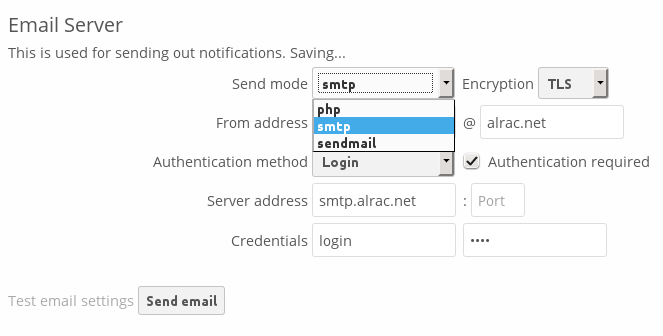 Email Server
This is used for sending out notifications. Saving...
Send mode smtp Encryption TLS
php
From address @ alrac.net
smtp
sendmail
Authentication method Login Authentication required
Server address smtp.alrac.net : Port
Credentials login ••••
Test email settings Send email